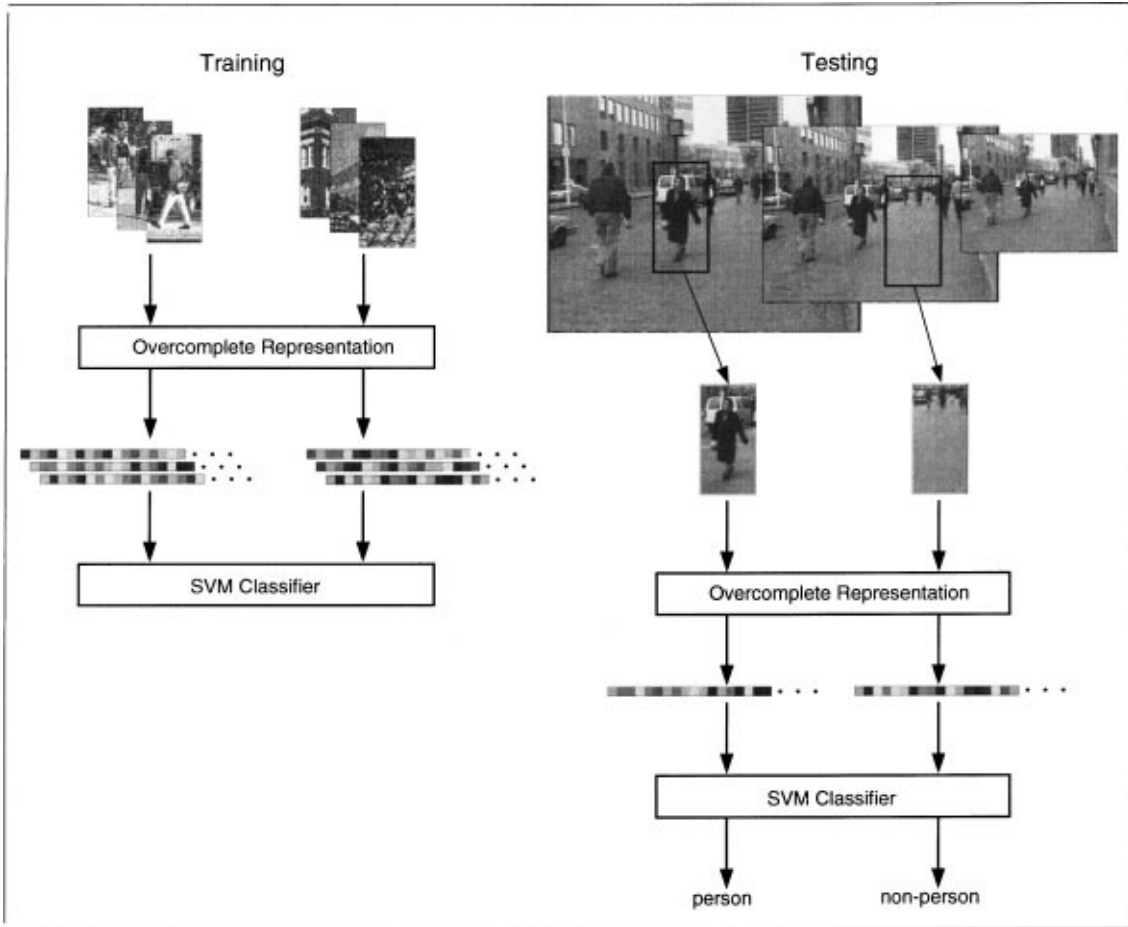 Training
Testing
Overcomplete Representation
SVM Classifier
Overcomplete Representation
SVM Classifier
person
non-person